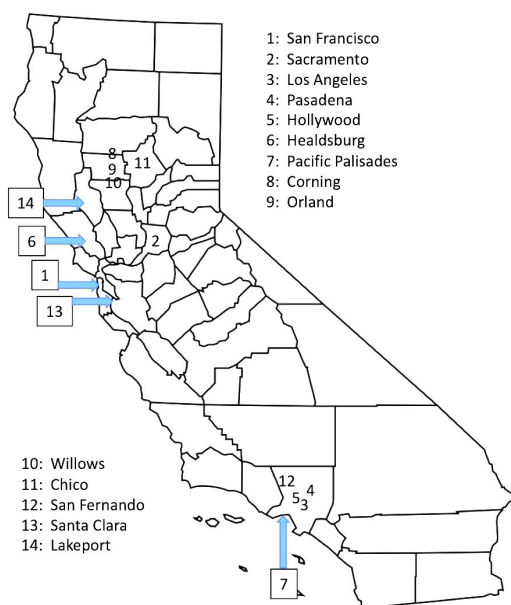 1: San Francisco
2: Sacramento
3: Los Angeles
4: Pasadena
5: Hollywood
6: Healdsburg
7: Pacific Palisades
8: Corning
9: Orland
8
9
11
10
14
6
2
1
13
10: Willows
11: Chico
12: San Fernando
13: Santa Clara
14: Lakeport
12
5
4
3
7